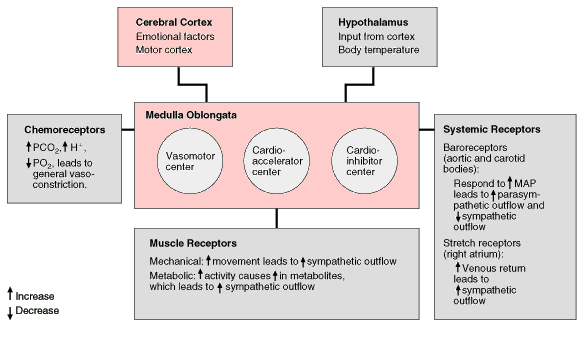 Cerebral Cortex
Emotional factors
Motor cortex
Hypothalamus
Input from cortex
Body temperature
Chemoreceptors
↑PCO₂,↑H⁺,
↓PO₂, leads to
general vaso-
constriction.
Medulla Oblongata
Vasomotor
center
Cardio-
accelerator
center
Cardio-
inhibitor
center
Systemic Receptors
Baroreceptors
(aortic and carotid
bodies):
Respond to ↑MAP
leads to ↑parasym-
pathetic outflow and
↓sympathetic
outflow
Stretch receptors
(right atrium):
↑Venous return
leads to
↑sympathetic
outflow
Muscle Receptors
Mechanical: ↑movement leads to ↑sympathetic outflow
Metabolic: ↑activity causes ↑in metabolites,
which leads to ↑ sympathetic outflow
↑ Increase
↓ Decrease